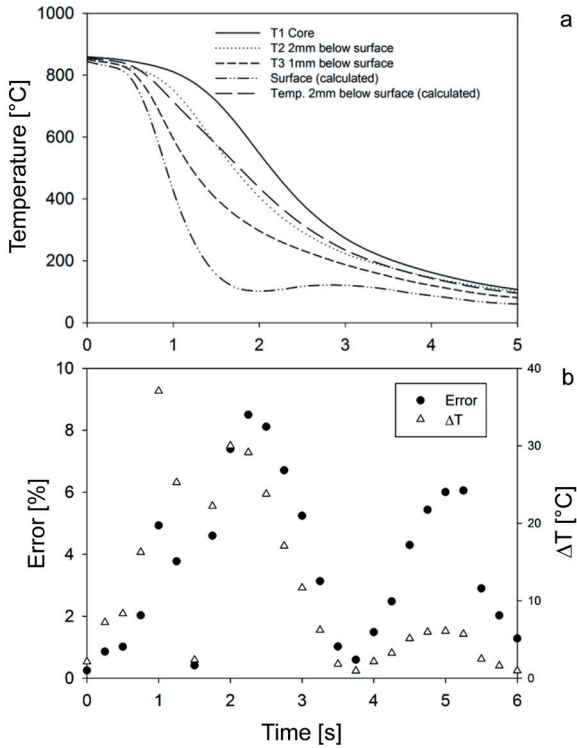 a
1000
800
600
400
200
0
Temperature [°C]
T1 Core
T2 2mm below surface
T3 1mm below surface
Surface (calculated)
Temp. 2mm below surface (calculated)
0 1 2 3 4 5
b
10
8
6
4
2
0
Error [%]
Error
ΔT
40
30
20
10
0
ΔT [°C]
0 1 2 3 4 5 6
Time [s]